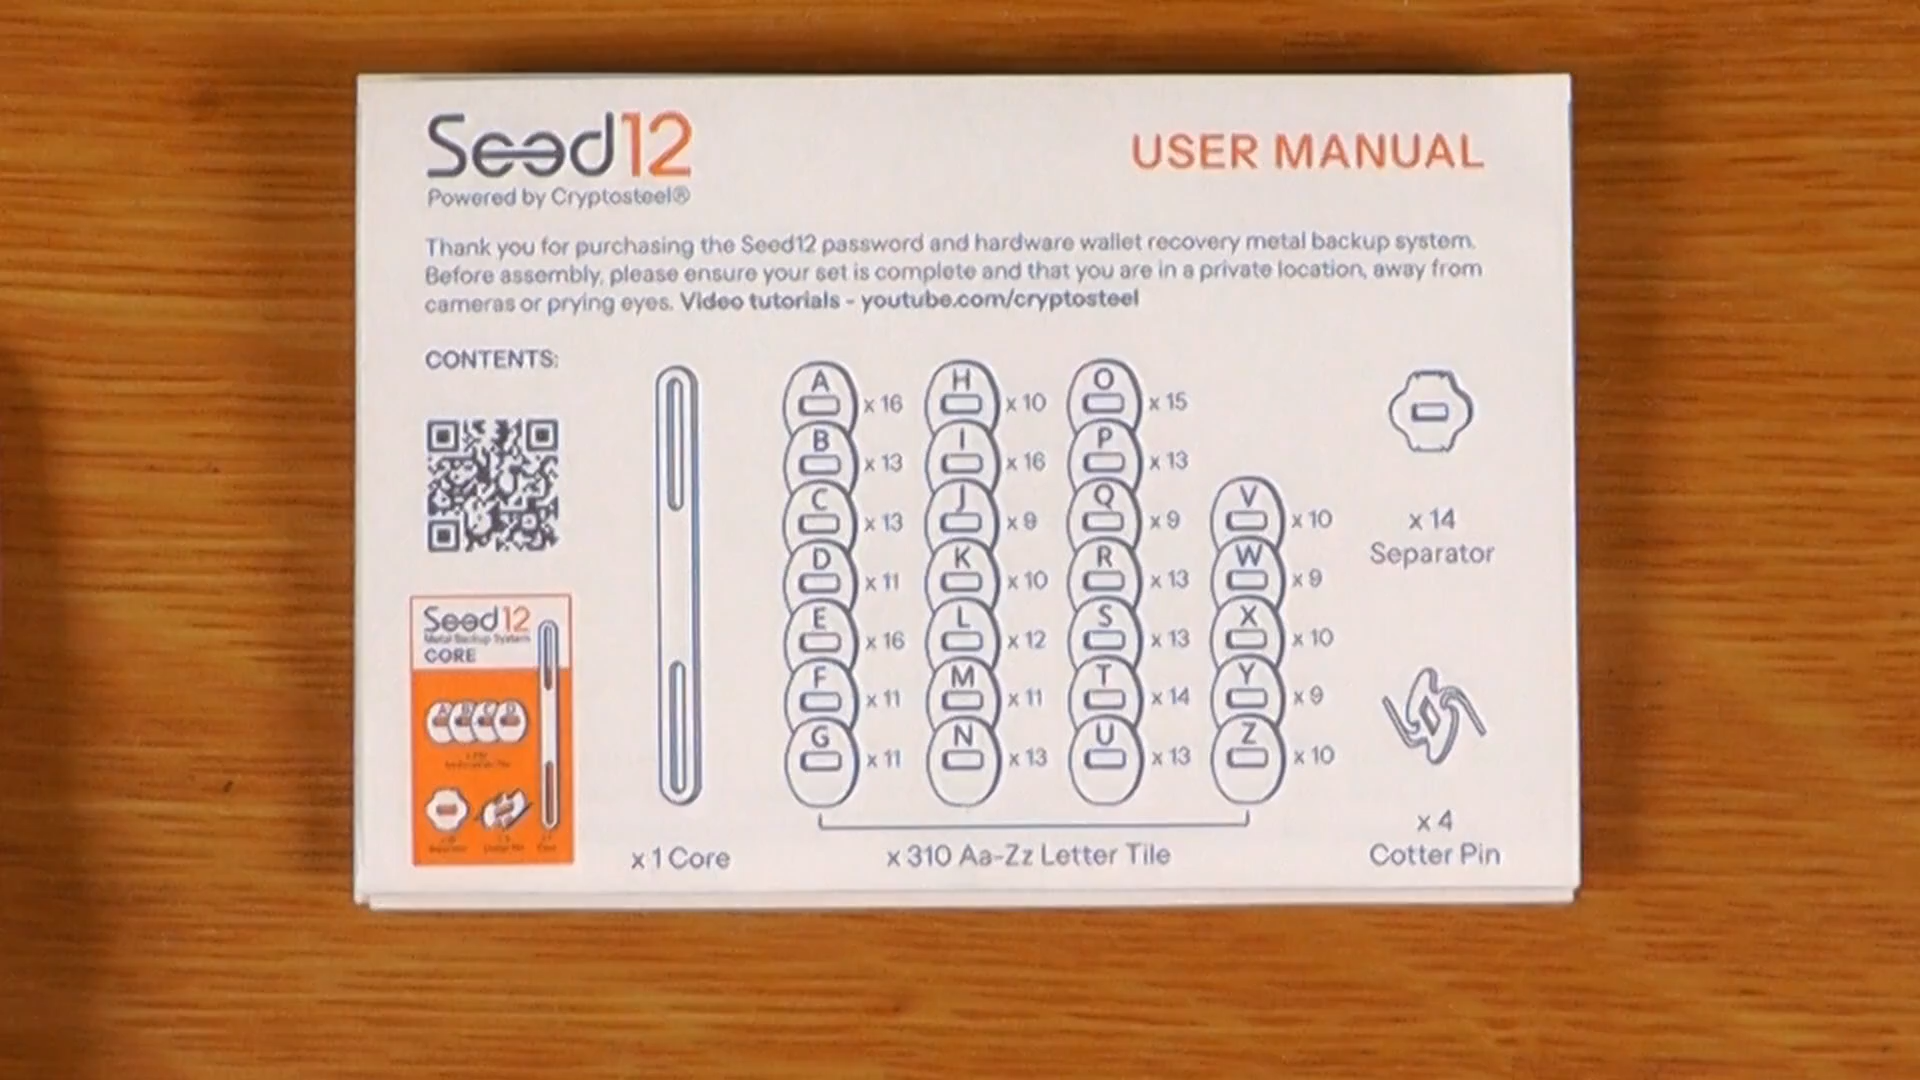 Seed12
Powered by Cryptosteel®
USER MANUAL
Thank you for purchasing the Seed12 password and hardware wallet recovery metal backup system.
Before assembly, please ensure your set is complete and that you are in a private location, away from
cameras or prying eyes. Video tutorials - youtube.com/cryptosteel
CONTENTS:
Seed12
Metal Backup System
CORE
A B C D
x 1 Core
A x 16
B x 13
C x 13
D x 11
E x 16
F x 11
G x 11
H x 10
I x 16
J x 9
K x 10
L x 12
M x 11
N x 13
O x 15
P x 13
Q x 9
R x 13
S x 13
T x 14
U x 13
V x 10
W x 9
X x 10
Y x 9
Z x 10
x 310 Aa-Zz Letter Tile
x 14
Separator
x 4
Cotter Pin